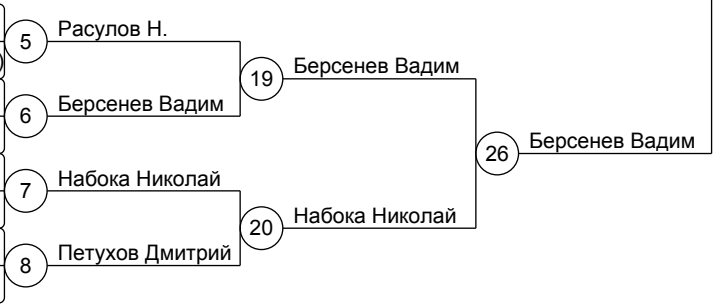 5 Расулов Н.
19 Берсенев Вадим
6 Берсенев Вадим
26 Берсенев Вадим
7 Набока Николай
20 Набока Николай
8 Петухов Дмитрий